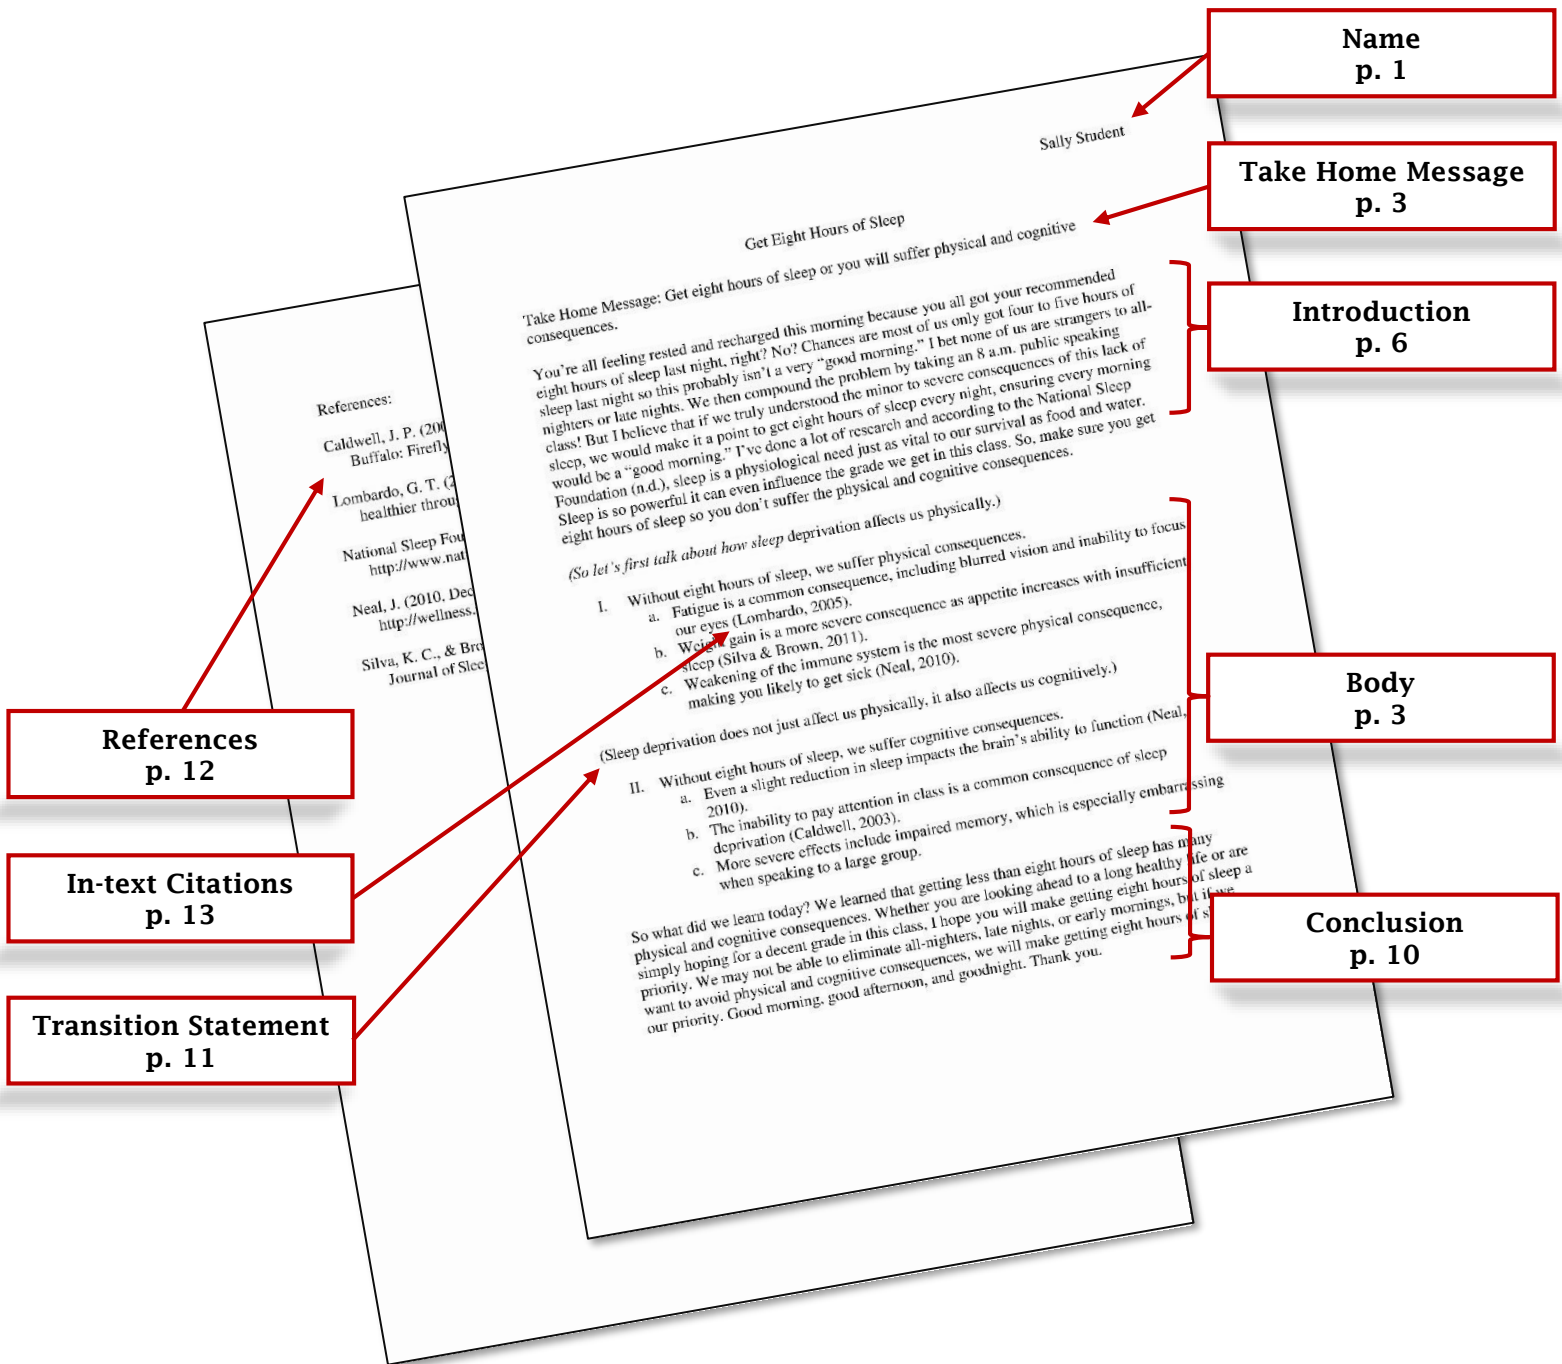 Name
p. 1
Take Home Message
p. 3
Introduction
p. 6
Body
p. 3
Conclusion
p. 10
References
p. 12
In-text Citations
p. 13
Transition Statement
p. 11
Sally Student
Get Eight Hours of Sleep
Take Home Message: Get eight hours of sleep or you will suffer physical and cognitive
consequences.
You're all feeling rested and recharged this morning because you all got your recommended
eight hours of sleep last night, right? No? Chances are most of us only got four to five hours of
sleep last night so this probably isn't a very “good morning.” I bet none of us are strangers to all-
nighters or late nights. We then compound the problem by taking an 8 a.m. public speaking
class! But I believe that if we truly understood the minor to severe consequences of this lack of
sleep, we would make it a point to get eight hours of sleep every night, ensuring every morning
would be a “good morning.” I've done a lot of research and according to the National Sleep
Foundation (n.d.), sleep is a physiological need just as vital to our survival as food and water.
Sleep is so powerful it can even influence the grade we get in this class. So, make sure you get
eight hours of sleep so you don't suffer the physical and cognitive consequences.
(So let's first talk about how sleep deprivation affects us physically.)
I. Without eight hours of sleep, we suffer physical consequences.
a. Fatigue is a common consequence, including blurred vision and inability to focus
our eyes (Lombardo, 2005).
b. Weight gain is a more severe consequence as appetite increases with insufficient
sleep (Silva & Brown, 2011).
c. Weakening of the immune system is the most severe physical consequence,
making you likely to get sick (Neal, 2010).
(Sleep deprivation does not just affect us physically, it also affects us cognitively.)
II. Without eight hours of sleep, we suffer cognitive consequences.
a. Even a slight reduction in sleep impacts the brain's ability to function (Neal,
2010).
b. The inability to pay attention in class is a common consequence of sleep
deprivation (Caldwell, 2003).
c. More severe effects include impaired memory, which is especially embarrassing
when speaking to a large group.
So what did we learn today? We learned that getting less than eight hours of sleep has many
physical and cognitive consequences. Whether you are looking ahead to a long healthy life or are
simply hoping for a decent grade in this class, I hope you will make getting eight hours of sleep a
priority. We may not be able to eliminate all-nighters, late nights, or early mornings, but if we
want to avoid physical and cognitive consequences, we will make getting eight hours of
our priority. Good morning, good afternoon, and goodnight. Thank you.
References:
Caldwell, J. P. (200
Buffalo: Firefly
Lombardo, G. T. (2
healthier throu
National Sleep Fou
http://www.nat
Neal, J. (2010, Dec
http://wellness.
Silva, K. C., & Bro
Journal of Slee